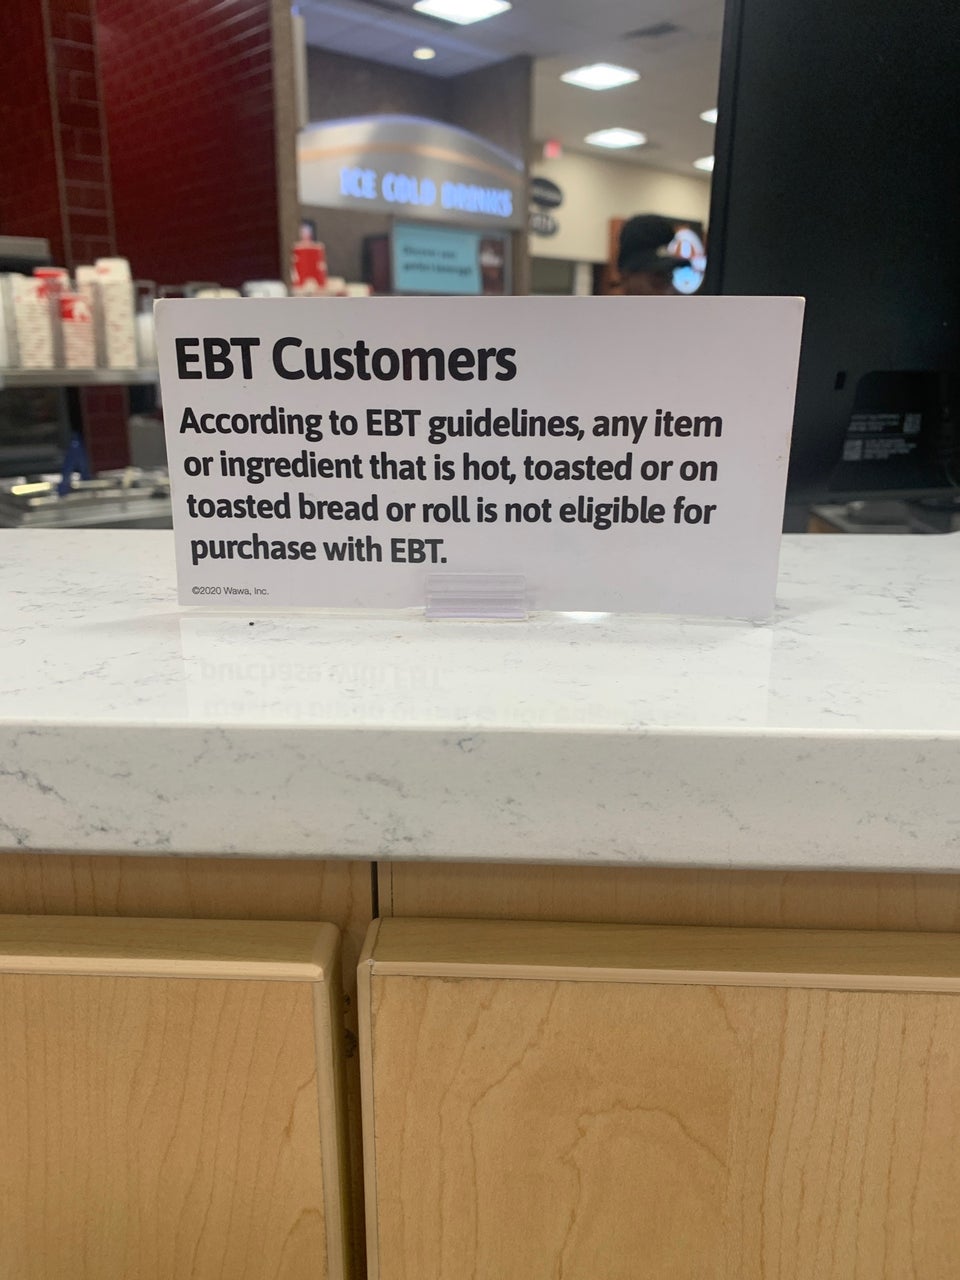 ICE COLD DRINKS
EBT Customers
According to EBT guidelines, any item
or ingredient that is hot, toasted or on
toasted bread or roll is not eligible for
purchase with EBT.
©2020 Wawa, Inc.